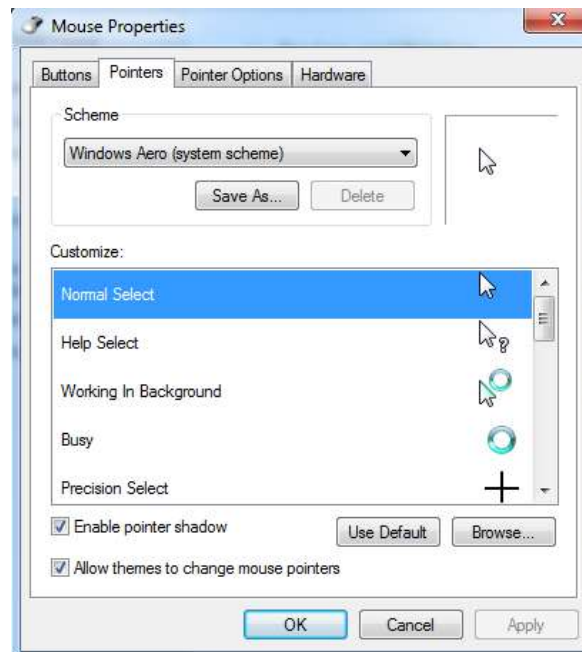 Mouse Properties
Buttons Pointers Pointer Options Hardware
Scheme
Windows Aero (system scheme)
Save As... Delete
Customize:
Normal Select
Help Select
Working In Background
Busy
Precision Select
Enable pointer shadow
Use Default Browse...
Allow themes to change mouse pointers
OK Cancel Apply